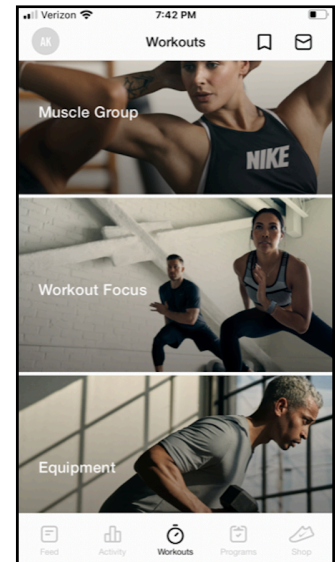 Verizon 7:42 PM
AK Workouts
Muscle Group
NIKE
Workout Focus
Equipment
Feed Activity Workouts Programs Shop